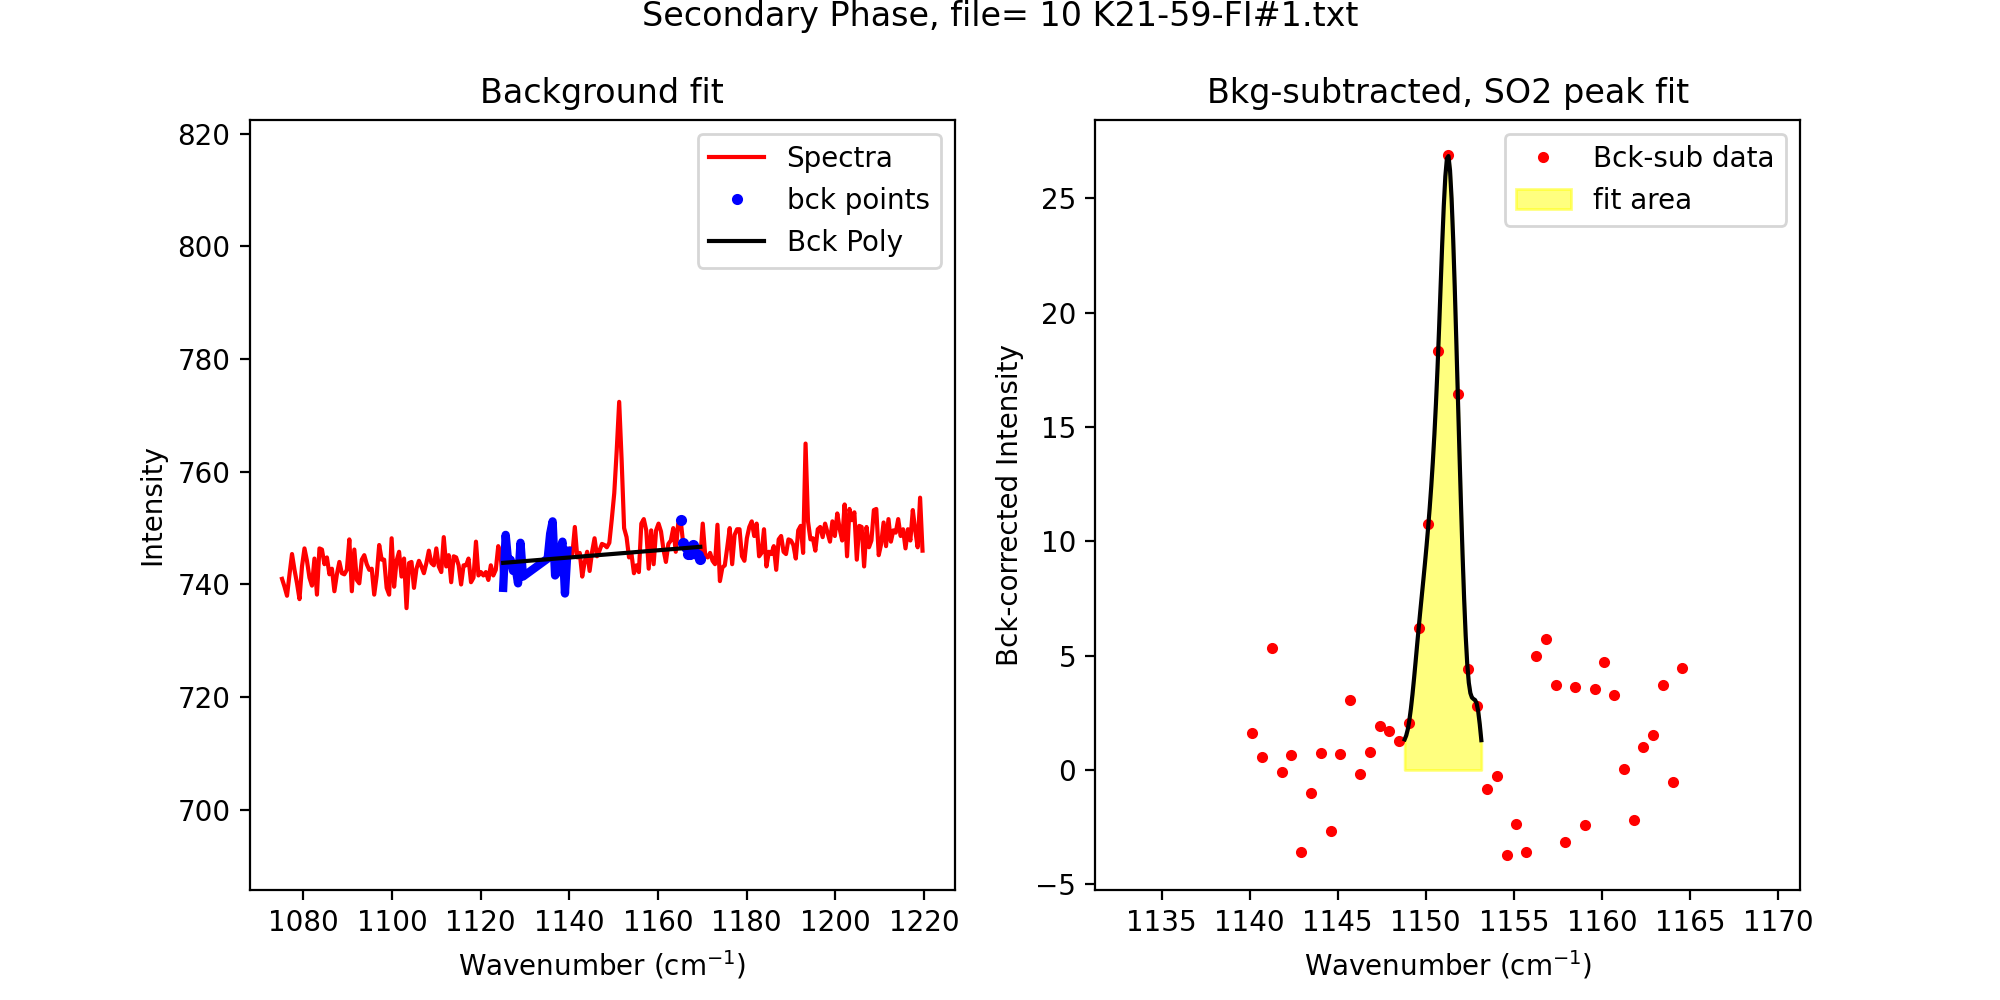 Secondary Phase, file= 10 K21-59-FI#1.txt
Background fit
820
800
780
760
740
720
700
Intensity
Spectra
bck points
Bck Poly
1080 1100 1120 1140 1160 1180 1200 1220
Wavenumber (cm⁻¹)
Bkg-subtracted, SO2 peak fit
25
20
15
10
5
0
−5
Bck-corrected Intensity
Bck-sub data
fit area
1135 1140 1145 1150 1155 1160 1165 1170
Wavenumber (cm⁻¹)